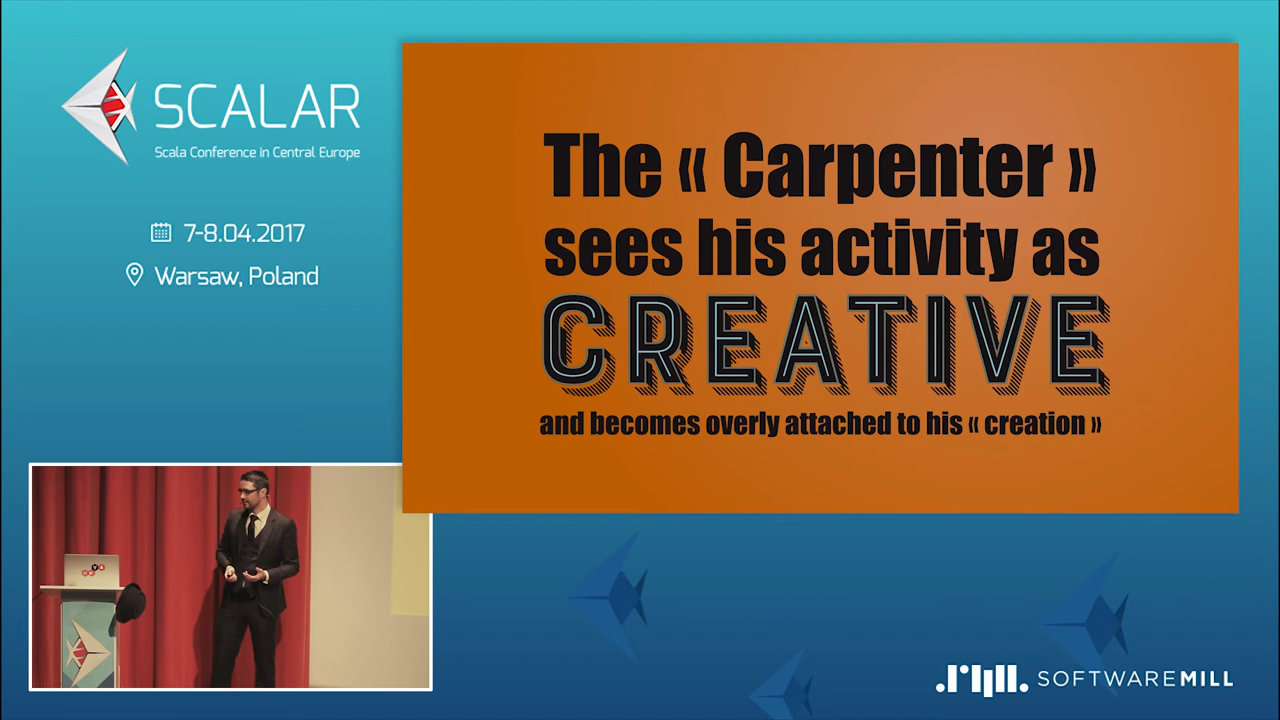 SCALAR
Scala Conference in Central Europe
7-8.04.2017
Warsaw, Poland
The « Carpenter »
sees his activity as
CREATIVE
and becomes overly attached to his « creation »
SOFTWAREMILL